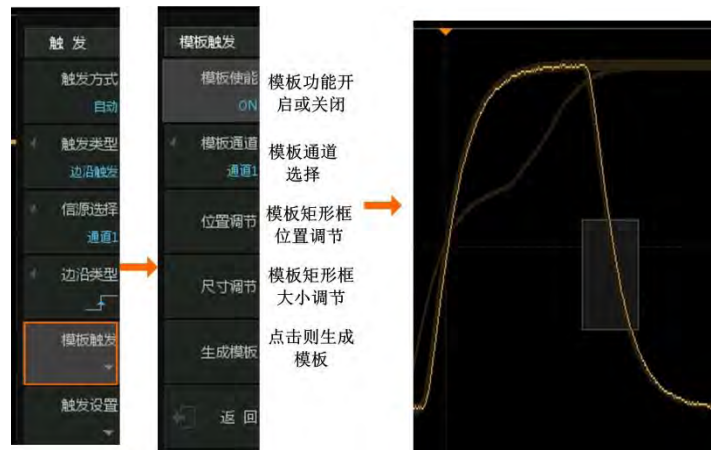 触 发
触发方式
自动
触发类型
边沿触发
信源选择
通道1
边沿类型
模板触发
触发设置
模板触发
模板使能
ON
模板通道
通道1
位置调节
尺寸调节
生成模板
返 回
模板功能开
启或关闭
模板通道
选择
模板矩形框
位置调节
模板矩形框
大小调节
点击则生成
模板